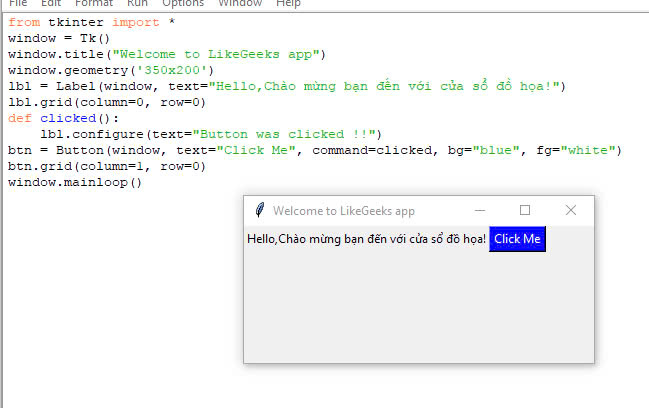 File Edit Format Run Options Window Help
from tkinter import *
window = Tk()
window.title("Welcome to LikeGeeks app")
window.geometry('350x200')
lbl = Label(window, text="Hello,Chào mừng bạn đến với cửa sổ đồ họa!")
lbl.grid(column=0, row=0)
def clicked():
    lbl.configure(text="Button was clicked !!")
btn = Button(window, text="Click Me", command=clicked, bg="blue", fg="white")
btn.grid(column=1, row=0)
window.mainloop()
Welcome to LikeGeeks app
Hello,Chào mừng bạn đến với cửa sổ đồ họa! Click Me